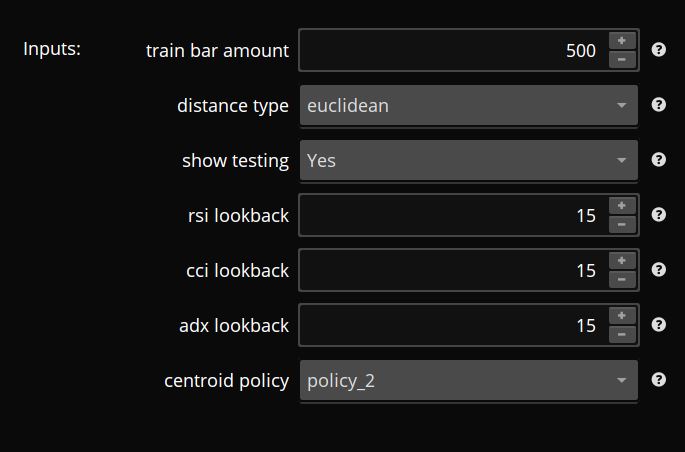 Inputs: train bar amount 500 + - ?
distance type euclidean ?
show testing Yes ?
rsi lookback 15 + - ?
cci lookback 15 + - ?
adx lookback 15 + - ?
centroid policy policy_2 ?